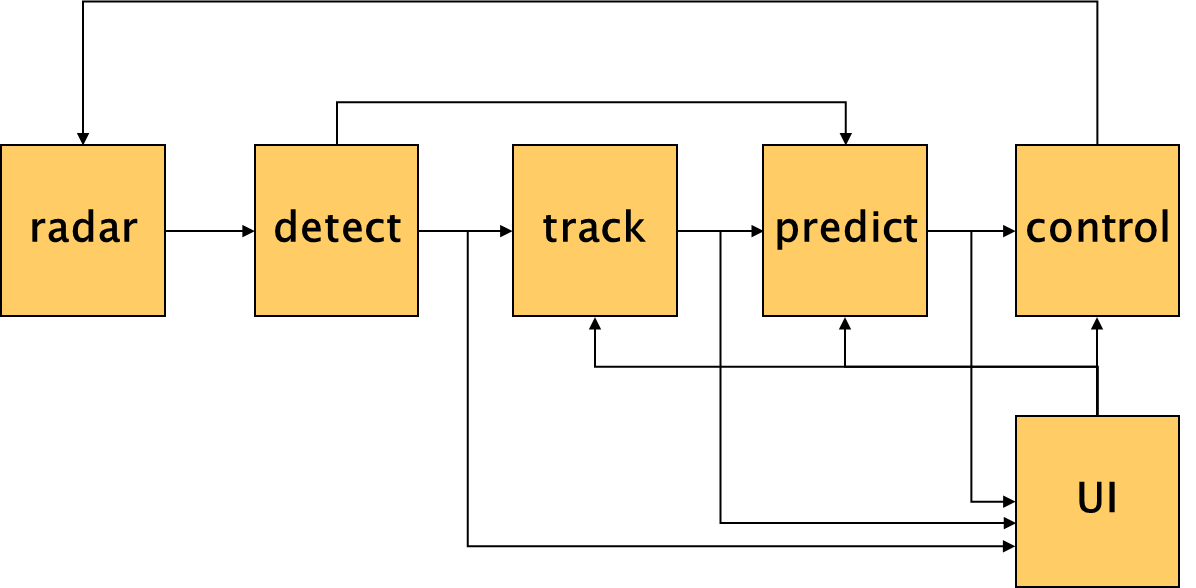 radar
detect
track
predict
control
UI